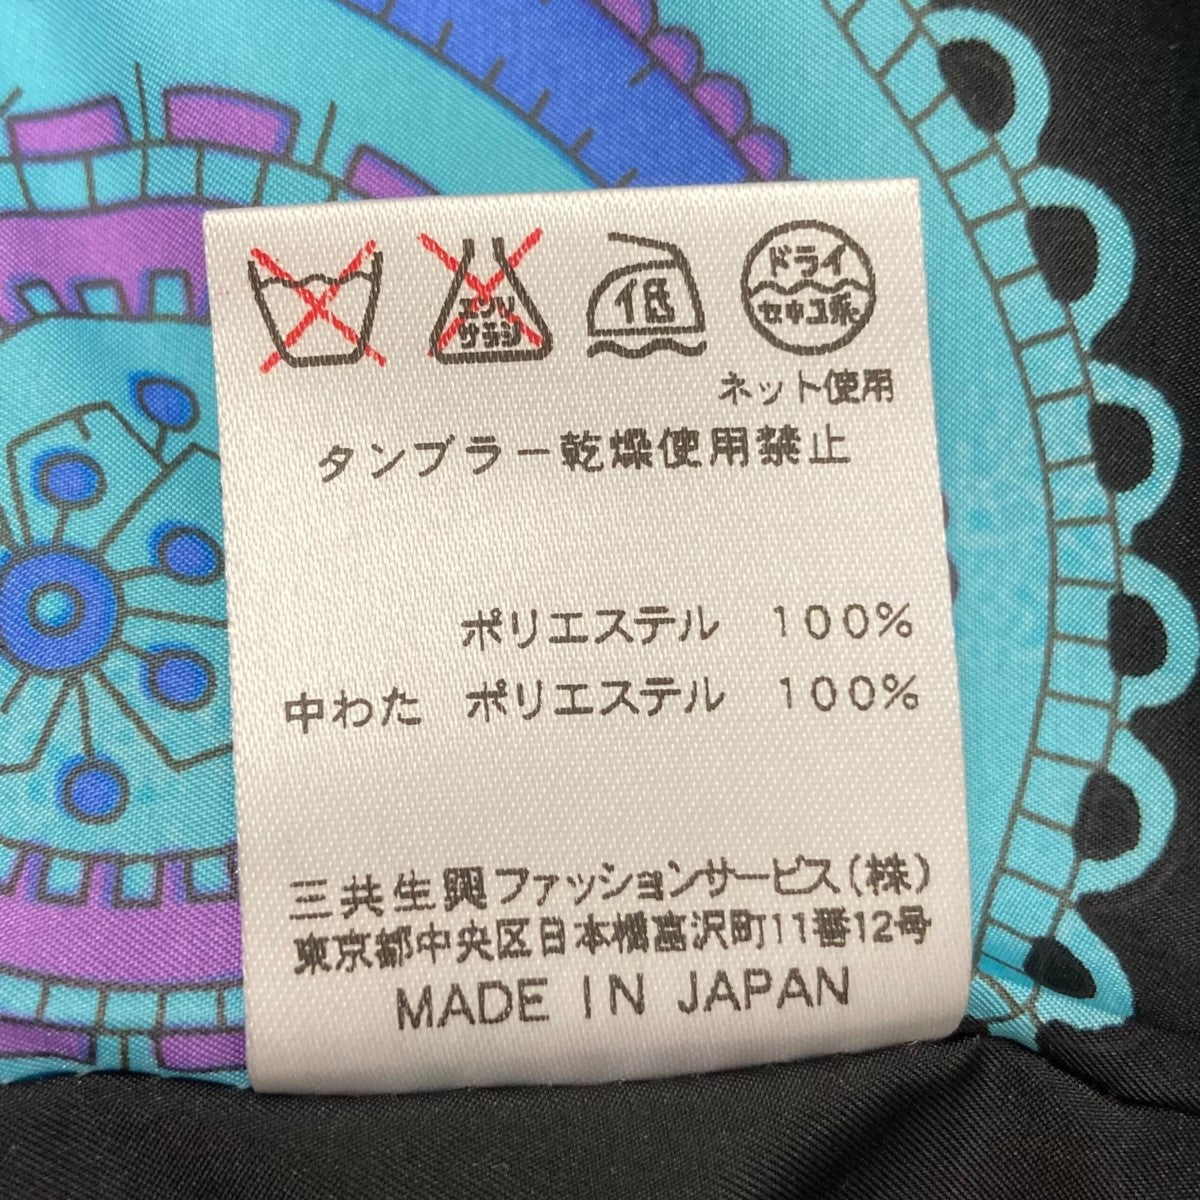 エンソ
サラシ
低
ドライ
セキユ系
ネット使用
タンブラー乾燥使用禁止
ポリエステル 100%
中わた ポリエステル 100%
三共生興ファッションサービス(株)
東京都中央区日本橋富沢町11番12号
MADE IN JAPAN